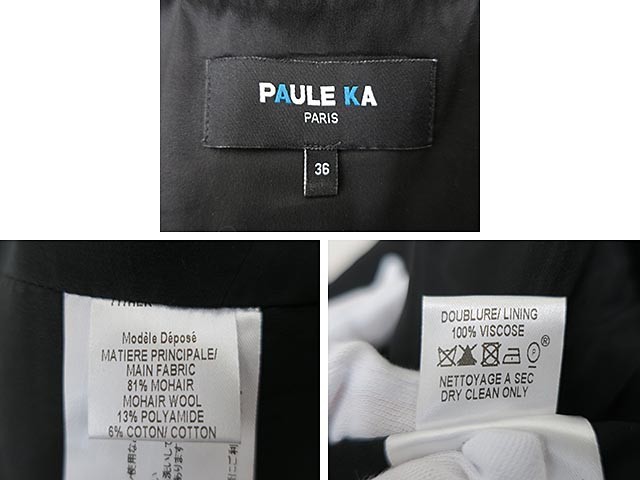 PAULE KA
PARIS
36
Modèle Déposé
MATIERE PRINCIPALE/
MAIN FABRIC
81% MOHAIR
MOHAIR WOOL
13% POLYAMIDE
6% COTON/ COTTON
DOUBLURE/ LINING
100% VISCOSE
P
NETTOYAGE A SEC
DRY CLEAN ONLY